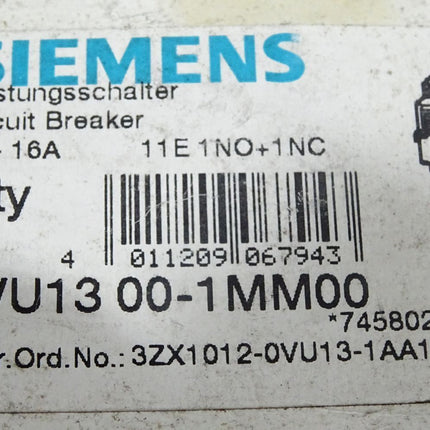 SIEMENS
stungsschalter
cuit Breaker
- 16A 11E 1NO+1NC
ty
4 011209 067943
VU13 00-1MM00
*745802
r.Ord.No.: 3ZX1012-0VU13-1AA1